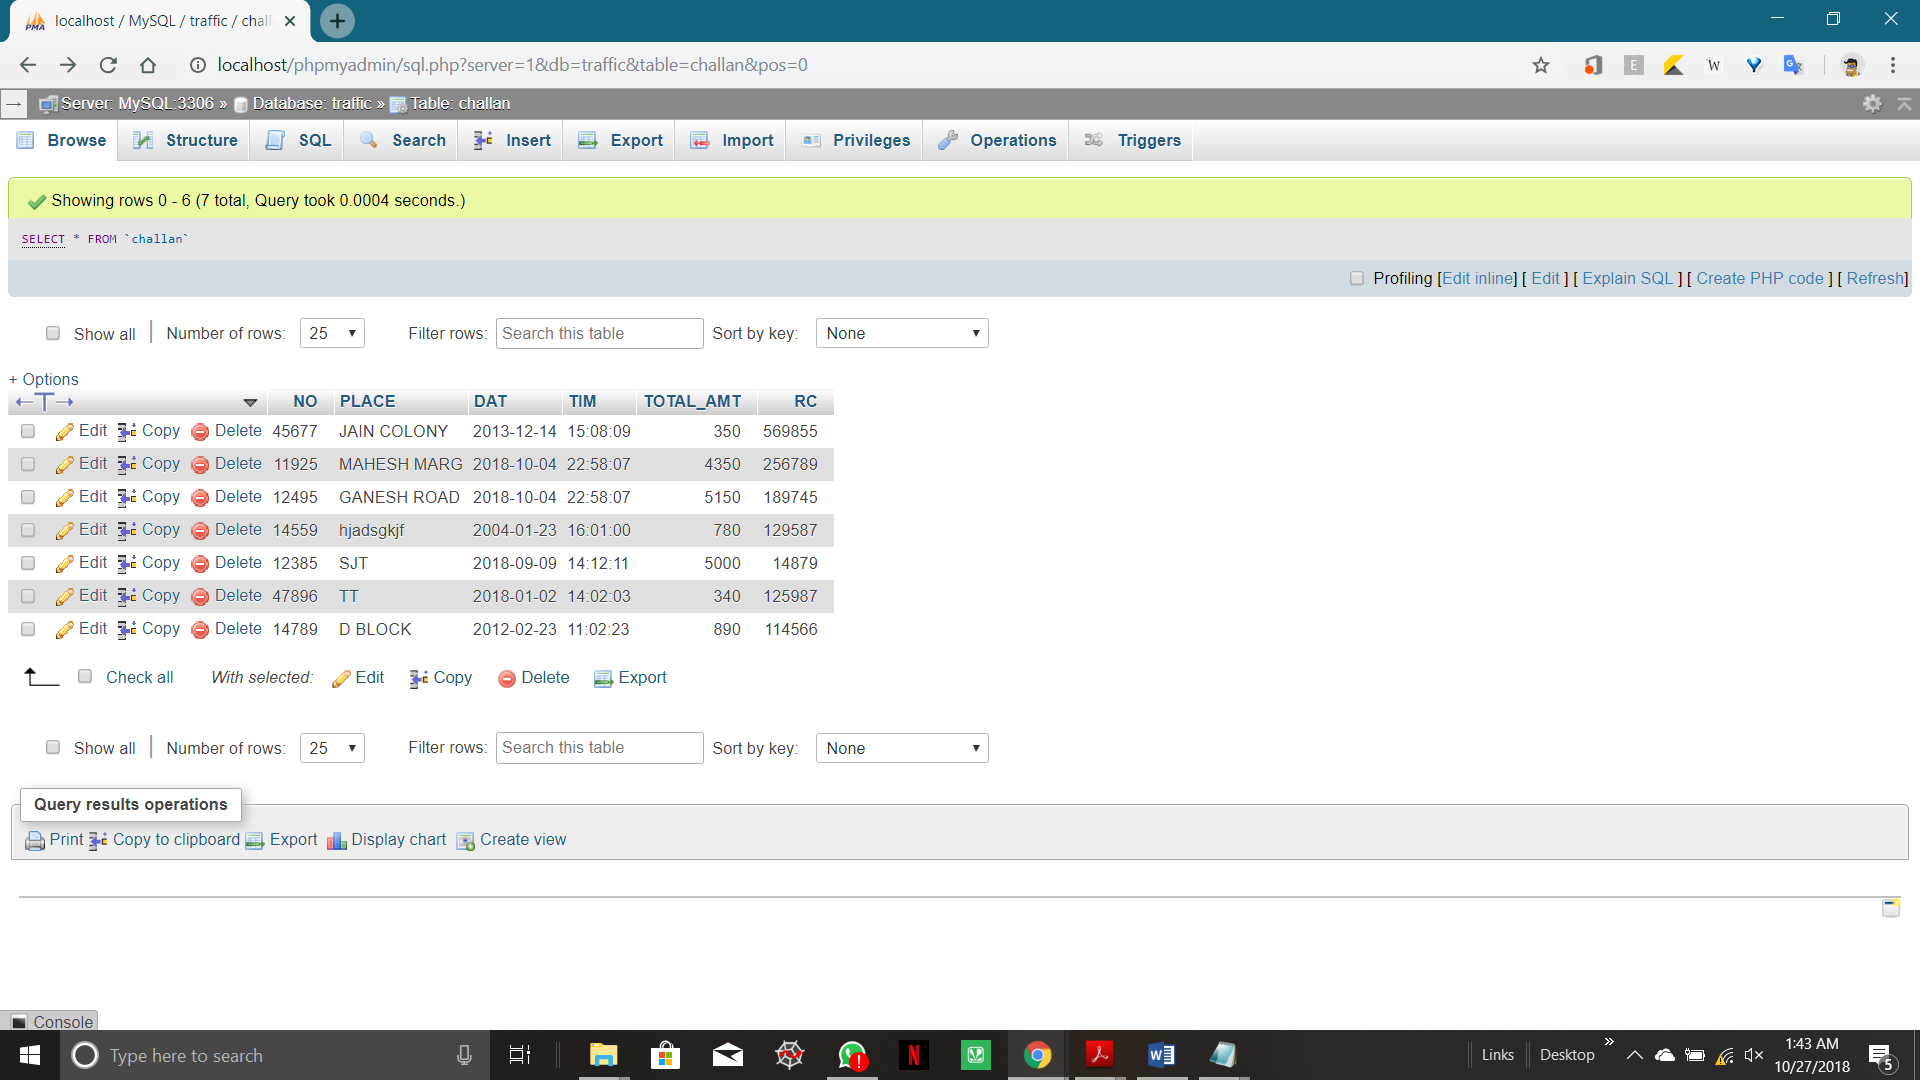 localhost / MySQL / traffic / chall
localhost/phpmyadmin/sql.php?server=1&db=traffic&table=challan&pos=0
Server: MySQL:3306 » Database: traffic » Table: challan
Browse Structure SQL Search Insert Export Import Privileges Operations Triggers
Showing rows 0 - 6 (7 total, Query took 0.0004 seconds.)
SELECT * FROM `challan`
Profiling [Edit inline] [ Edit ] [ Explain SQL ] [ Create PHP code ] [ Refresh]
Show all Number of rows: 25 Filter rows: Search this table Sort by key: None
+ Options
NO PLACE DAT TIM TOTAL_AMT RC
Edit Copy Delete 45677 JAIN COLONY 2013-12-14 15:08:09 350 569855
Edit Copy Delete 11925 MAHESH MARG 2018-10-04 22:58:07 4350 256789
Edit Copy Delete 12495 GANESH ROAD 2018-10-04 22:58:07 5150 189745
Edit Copy Delete 14559 hjadsgkjf 2004-01-23 16:01:00 780 129587
Edit Copy Delete 12385 SJT 2018-09-09 14:12:11 5000 14879
Edit Copy Delete 47896 TT 2018-01-02 14:02:03 340 125987
Edit Copy Delete 14789 D BLOCK 2012-02-23 11:02:23 890 114566
Check all With selected: Edit Copy Delete Export
Show all Number of rows: 25 Filter rows: Search this table Sort by key: None
Query results operations
Print Copy to clipboard Export Display chart Create view
Console
Type here to search
Links Desktop
1:43 AM
10/27/2018
5